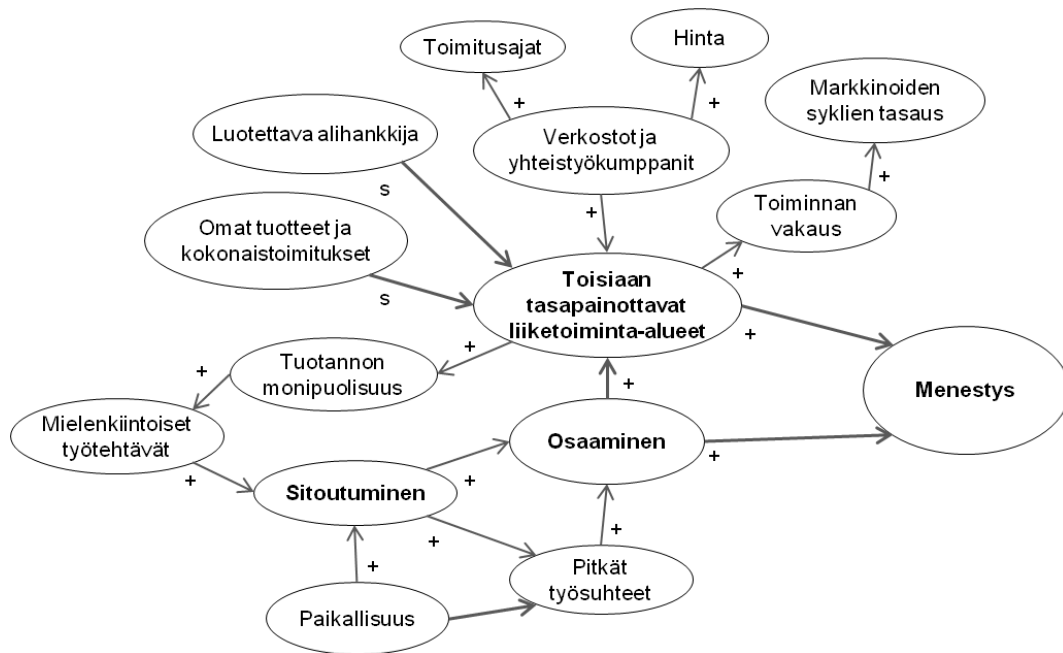 Toimitusajat
+
Hinta
+
Markkinoiden
syklien tasaus
+
Luotettava alihankkija
s
Verkostot ja
yhteistyökumppanit
+
Toiminnan
vakaus
+
Omat tuotteet ja
kokonaistoimitukset
s
Toisiaan
tasapainottavat
liiketoiminta-alueet
+
+
Tuotannon
monipuolisuus
+
Menestys
Mielenkiintoiset
työtehtävät
+
Osaaminen
+
+
Sitoutuminen
+
+
+
Pitkät
työsuhteet
+
Paikallisuus